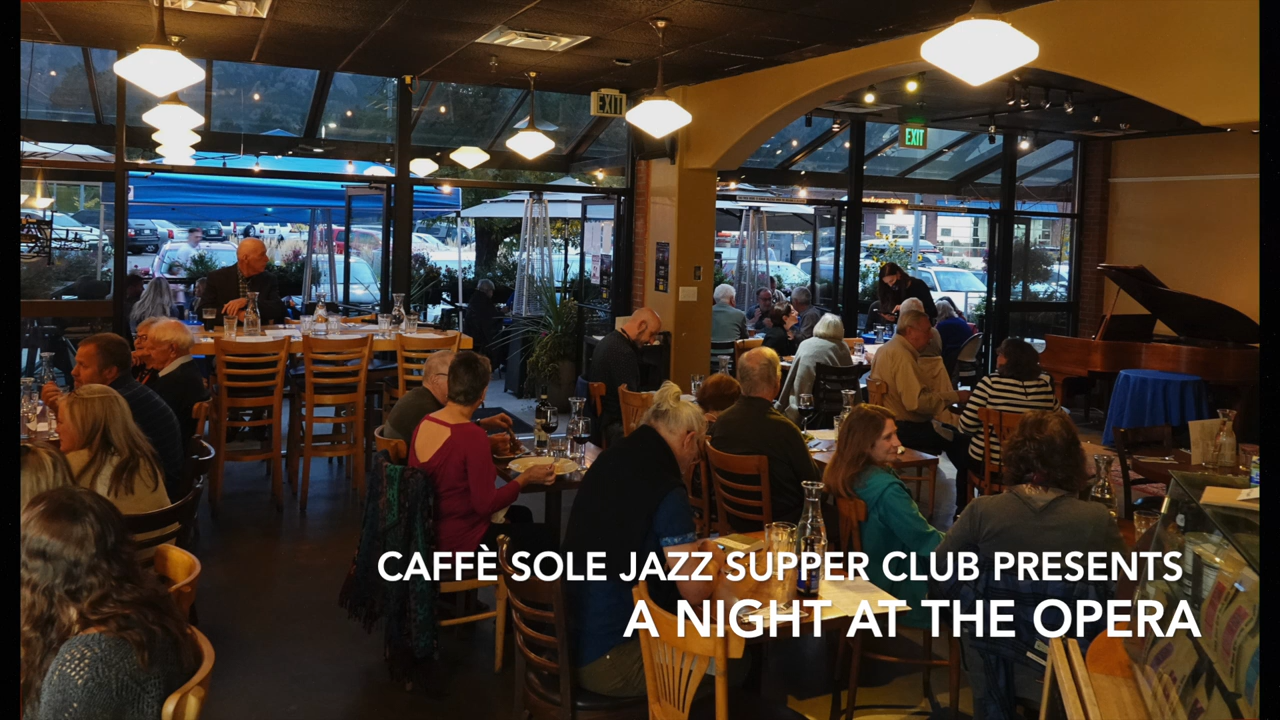 EXIT
EXIT
CAFFÈ SOLE JAZZ SUPPER CLUB PRESENTS
A NIGHT AT THE OPERA